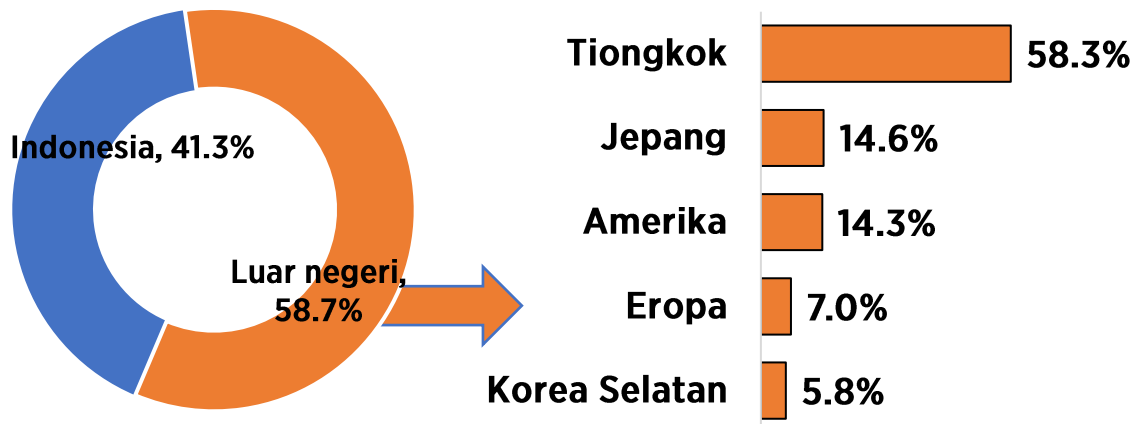 Indonesia, 41.3%
Luar negeri,
58.7%
Tiongkok 58.3%
Jepang 14.6%
Amerika 14.3%
Eropa 7.0%
Korea Selatan 5.8%